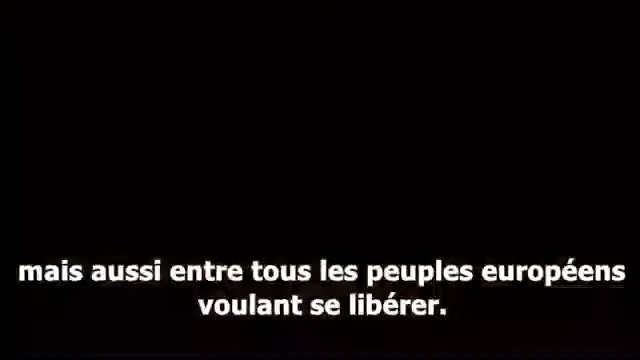 mais aussi entre tous les peuples européens
voulant se libérer.